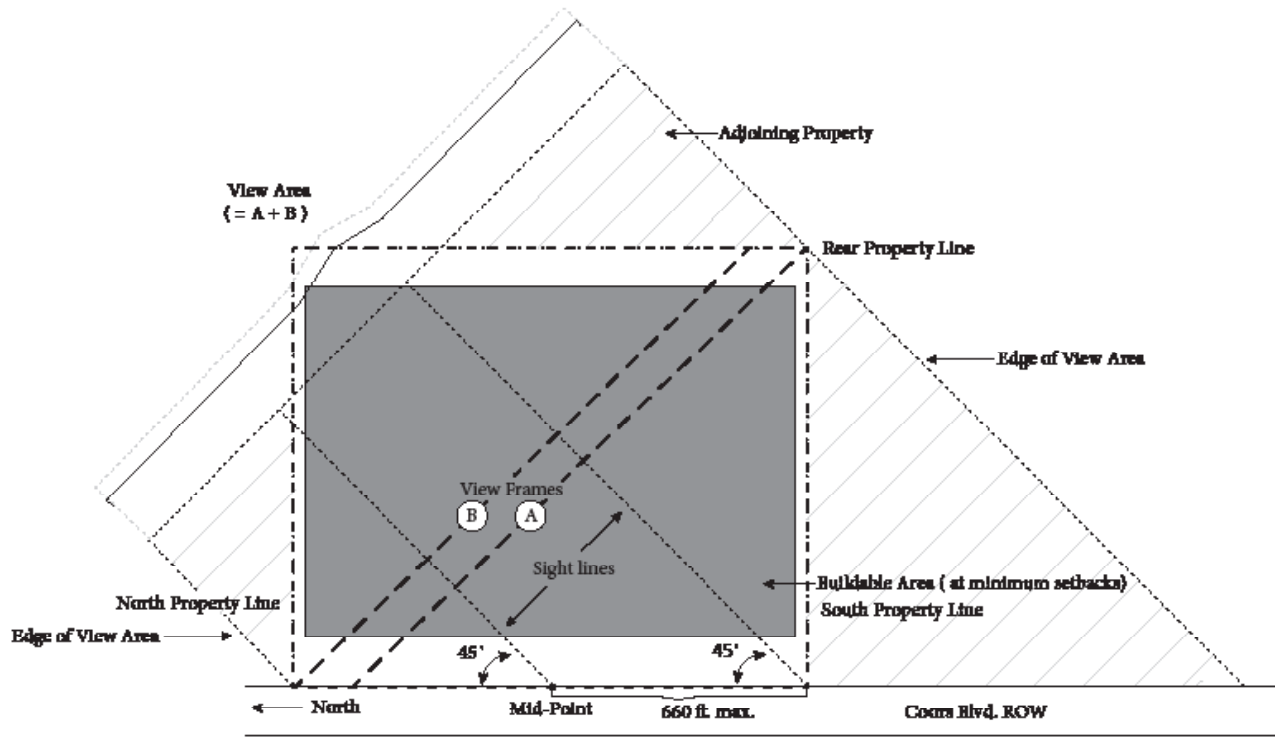 Adjoining Property
View Area
( = A + B )
Rear Property Line
Edge of View Area
View Frames
B
A
Sight lines
Buildable Area ( at minimum setbacks)
North Property Line
South Property Line
Edge of View Area
45'
45'
North
Mid-Point
660 ft. max.
Coors Blvd. ROW